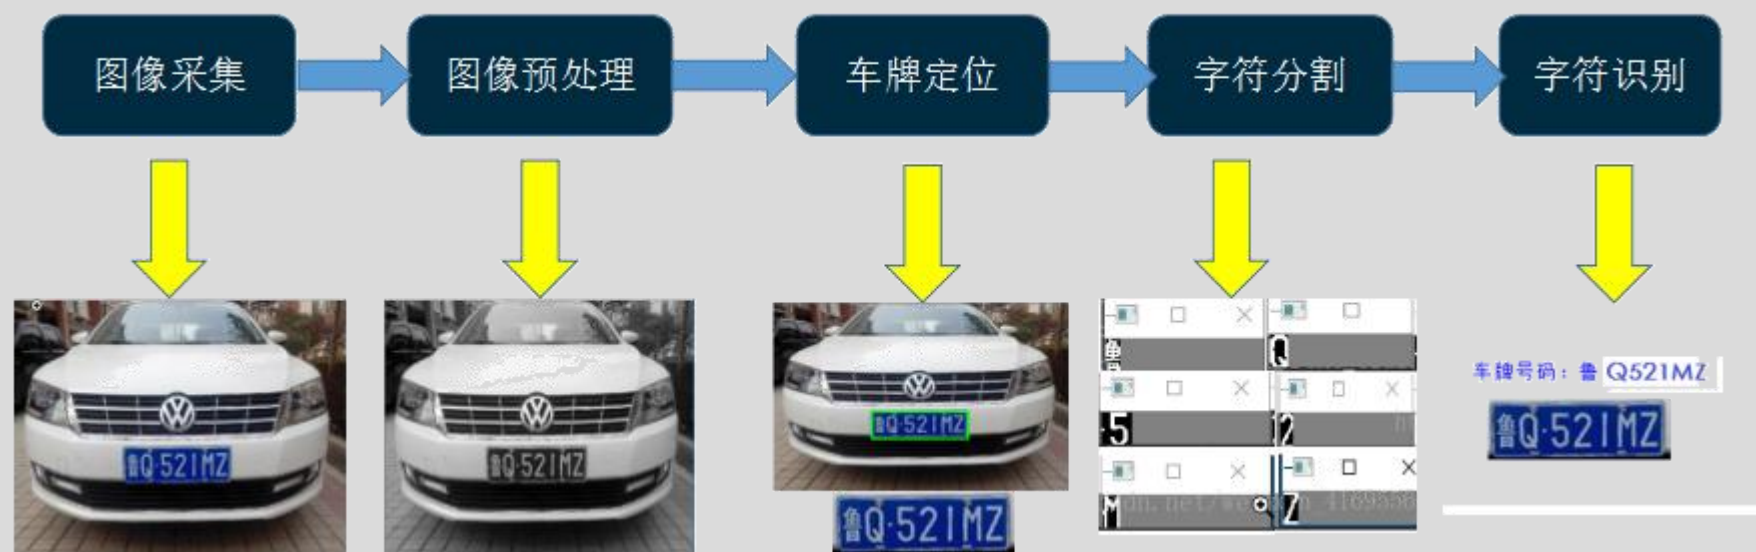 图像采集
图像预处理
车牌定位
字符分割
字符识别
鲁Q·521MZ
鲁Q·521MZ
鲁Q·521MZ
鲁Q·521MZ
鲁
Q
5
2
M
Z
车牌号码：鲁 Q521MZ
鲁Q·521MZ